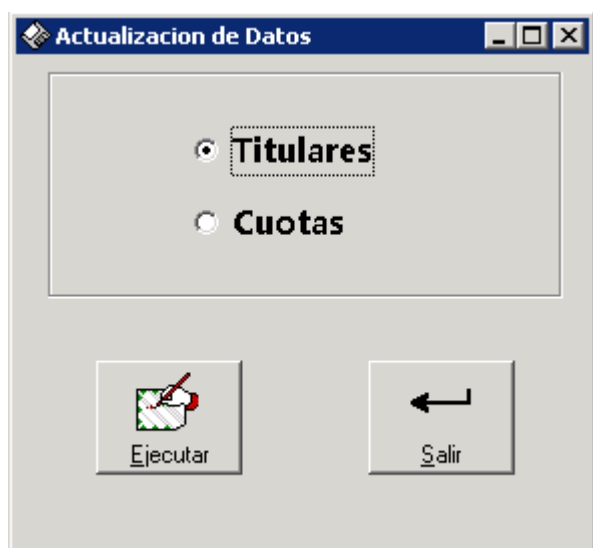 Actualizacion de Datos
Titulares
Cuotas
Ejecutar
Salir